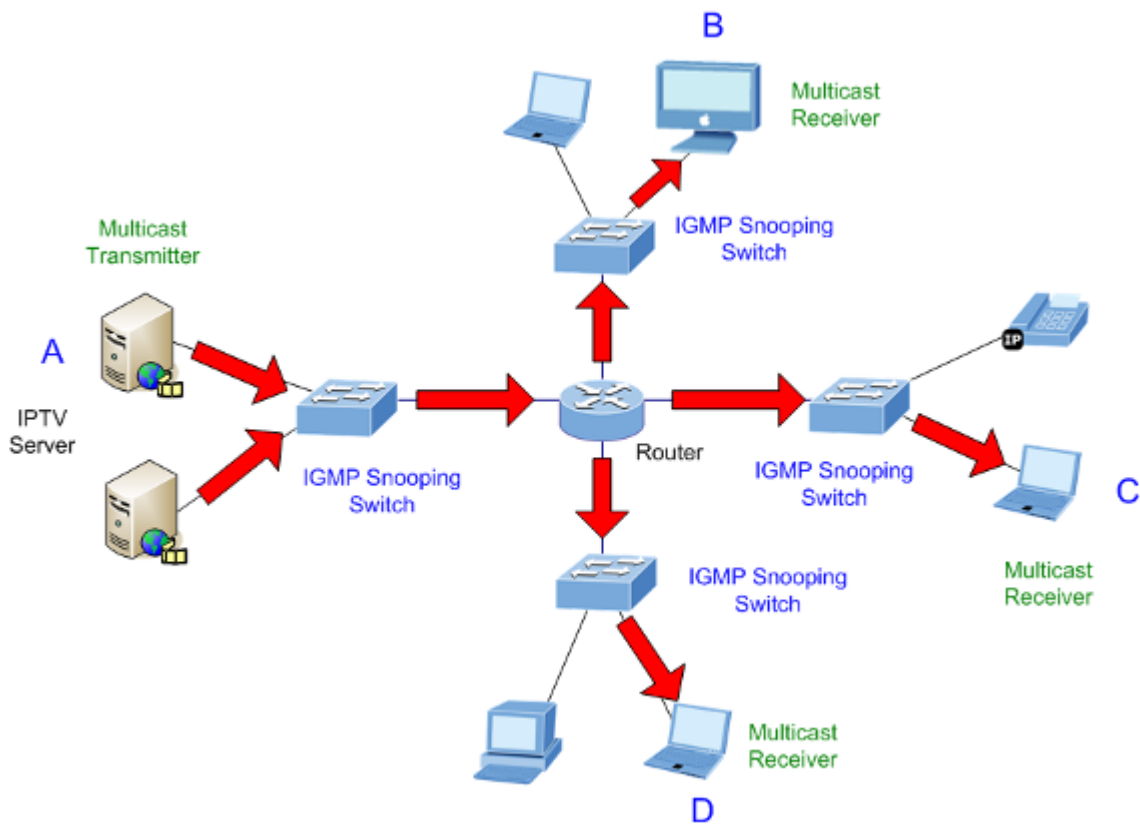 B
Multicast
Receiver
IGMP Snooping
Switch
Multicast
Transmitter
A
IPTV
Server
IGMP Snooping
Switch
Router
IP
IGMP Snooping
Switch
C
Multicast
Receiver
IGMP Snooping
Switch
Multicast
Receiver
D